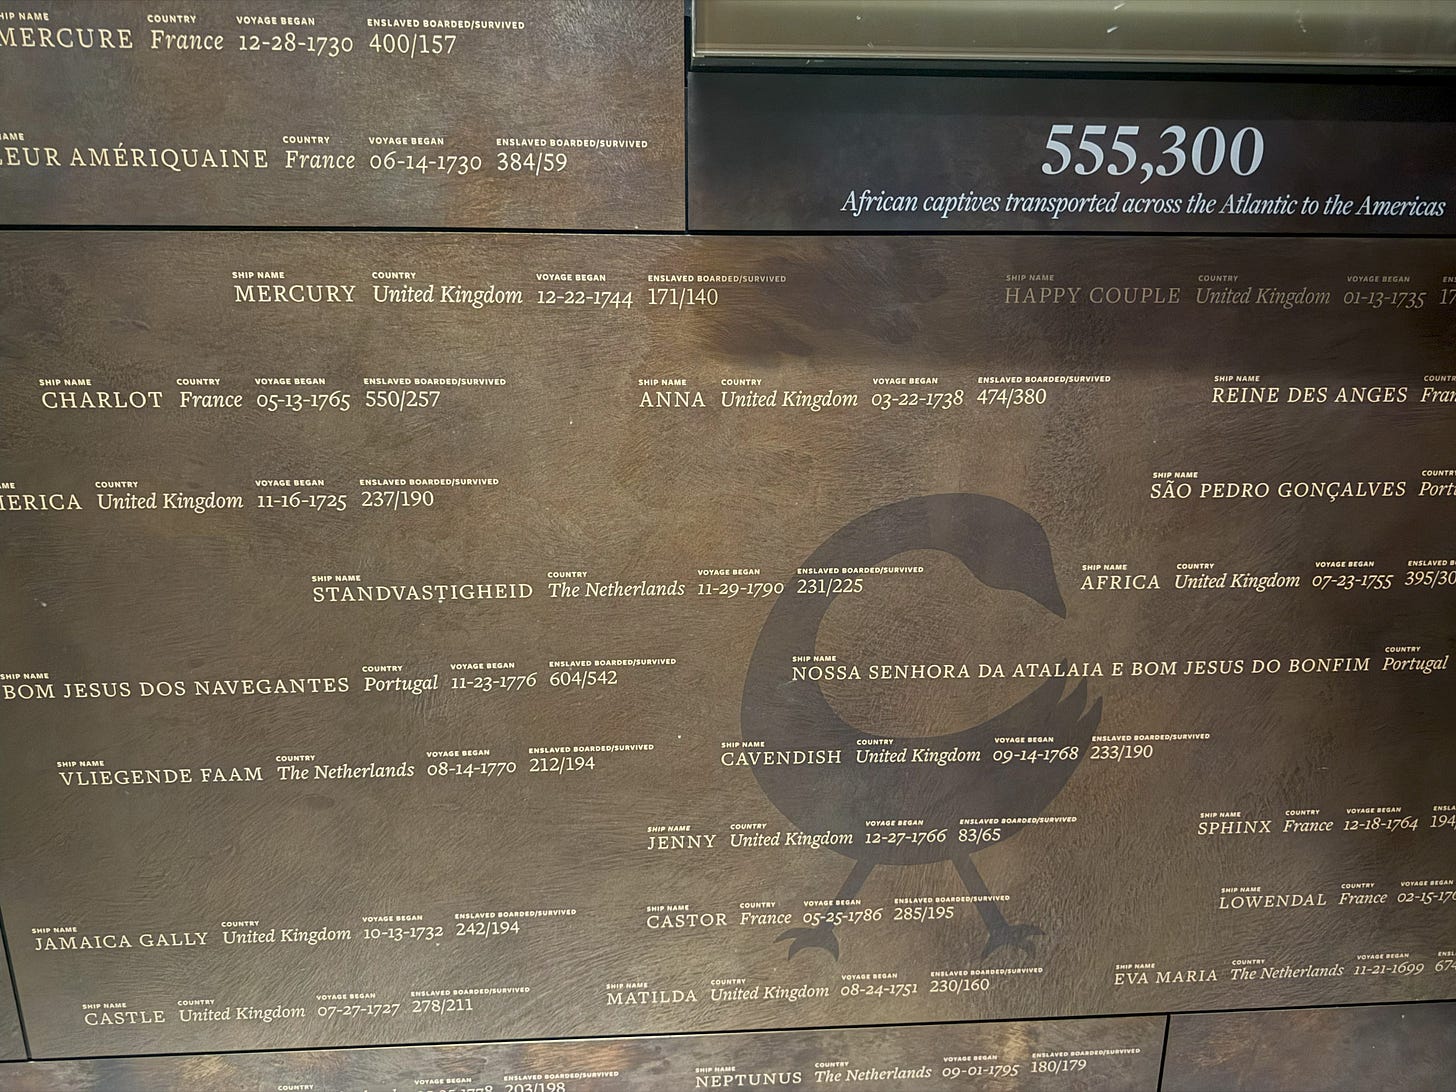 SHIP NAME COUNTRY VOYAGE BEGAN ENSLAVED BOARDED/SURVIVED
MERCURE France 12-28-1730 400/157
NAME COUNTRY VOYAGE BEGAN ENSLAVED BOARDED/SURVIVED
LEUR AMÉRIQUAINE France 06-14-1730 384/59
555,300
African captives transported across the Atlantic to the Americas
SHIP NAME COUNTRY VOYAGE BEGAN ENSLAVED BOARDED/SURVIVED
MERCURY United Kingdom 12-22-1744 171/140
SHIP NAME COUNTRY VOYAGE BEGAN
HAPPY COUPLE United Kingdom 01-13-1735
SHIP NAME COUNTRY VOYAGE BEGAN ENSLAVED BOARDED/SURVIVED
CHARLOT France 05-13-1765 550/257
SHIP NAME COUNTRY VOYAGE BEGAN ENSLAVED BOARDED/SURVIVED
ANNA United Kingdom 03-22-1738 474/380
SHIP NAME
REINE DES ANGES
COUNTRY VOYAGE BEGAN ENSLAVED BOARDED/SURVIVED
United Kingdom 11-16-1725 237/190
SHIP NAME
SÃO PEDRO GONÇALVES
SHIP NAME COUNTRY VOYAGE BEGAN ENSLAVED BOARDED/SURVIVED
STANDVASTIGHEID The Netherlands 11-29-1790 231/225
SHIP NAME COUNTRY VOYAGE BEGAN
AFRICA United Kingdom 07-23-1755
SHIP NAME COUNTRY VOYAGE BEGAN ENSLAVED BOARDED/SURVIVED
BOM JESUS DOS NAVEGANTES Portugal 11-23-1776 604/542
SHIP NAME COUNTRY
NOSSA SENHORA DA ATALAIA E BOM JESUS DO BONFIM Portugal
SHIP NAME COUNTRY VOYAGE BEGAN ENSLAVED BOARDED/SURVIVED
VLIEGENDE FAAM The Netherlands 08-14-1770 212/194
SHIP NAME COUNTRY VOYAGE BEGAN ENSLAVED BOARDED/SURVIVED
CAVENDISH United Kingdom 09-14-1768 233/190
SHIP NAME COUNTRY VOYAGE BEGAN ENSLAVED BOARDED/SURVIVED
JENNY United Kingdom 12-27-1766 83/65
SHIP NAME COUNTRY VOYAGE BEGAN
SPHINX France 12-18-1764
SHIP NAME COUNTRY VOYAGE BEGAN
LOWENDAL France
SHIP NAME COUNTRY VOYAGE BEGAN ENSLAVED BOARDED/SURVIVED
JAMAICA GALLY United Kingdom 10-13-1732 242/194
SHIP NAME COUNTRY VOYAGE BEGAN ENSLAVED BOARDED/SURVIVED
CASTOR France 05-25-1786 285/195
SHIP NAME COUNTRY VOYAGE BEGAN
EVA MARIA The Netherlands 11-21-1699
SHIP NAME COUNTRY VOYAGE BEGAN ENSLAVED BOARDED/SURVIVED
CASTLE United Kingdom 07-27-1727 278/211
SHIP NAME COUNTRY VOYAGE BEGAN ENSLAVED BOARDED/SURVIVED
MATILDA United Kingdom 08-24-1751 230/160
COUNTRY VOYAGE BEGAN ENSLAVED BOARDED/SURVIVED
203/198
SHIP NAME COUNTRY VOYAGE BEGAN ENSLAVED BOARDED/SURVIVED
NEPTUNUS The Netherlands 09-01-1795 180/179